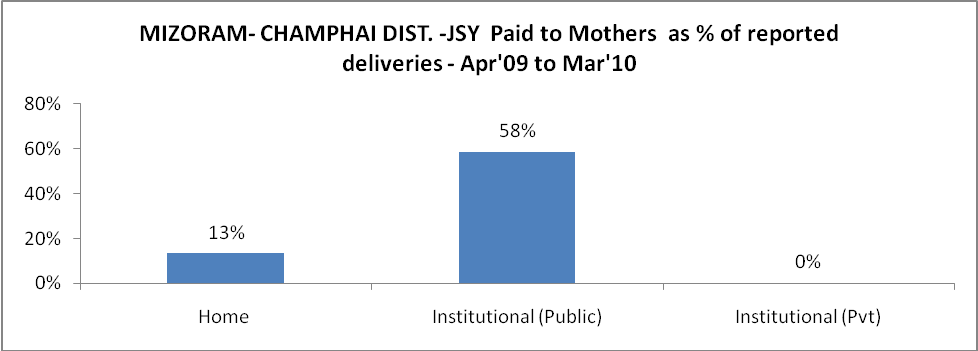 MIZORAM- CHAMPHAI DIST. -JSY  Paid to Mothers  as % of reported
deliveries - Apr'09 to Mar'10
80%
60%
40%
20%
0%
13%
58%
0%
Home
Institutional (Public)
Institutional (Pvt)